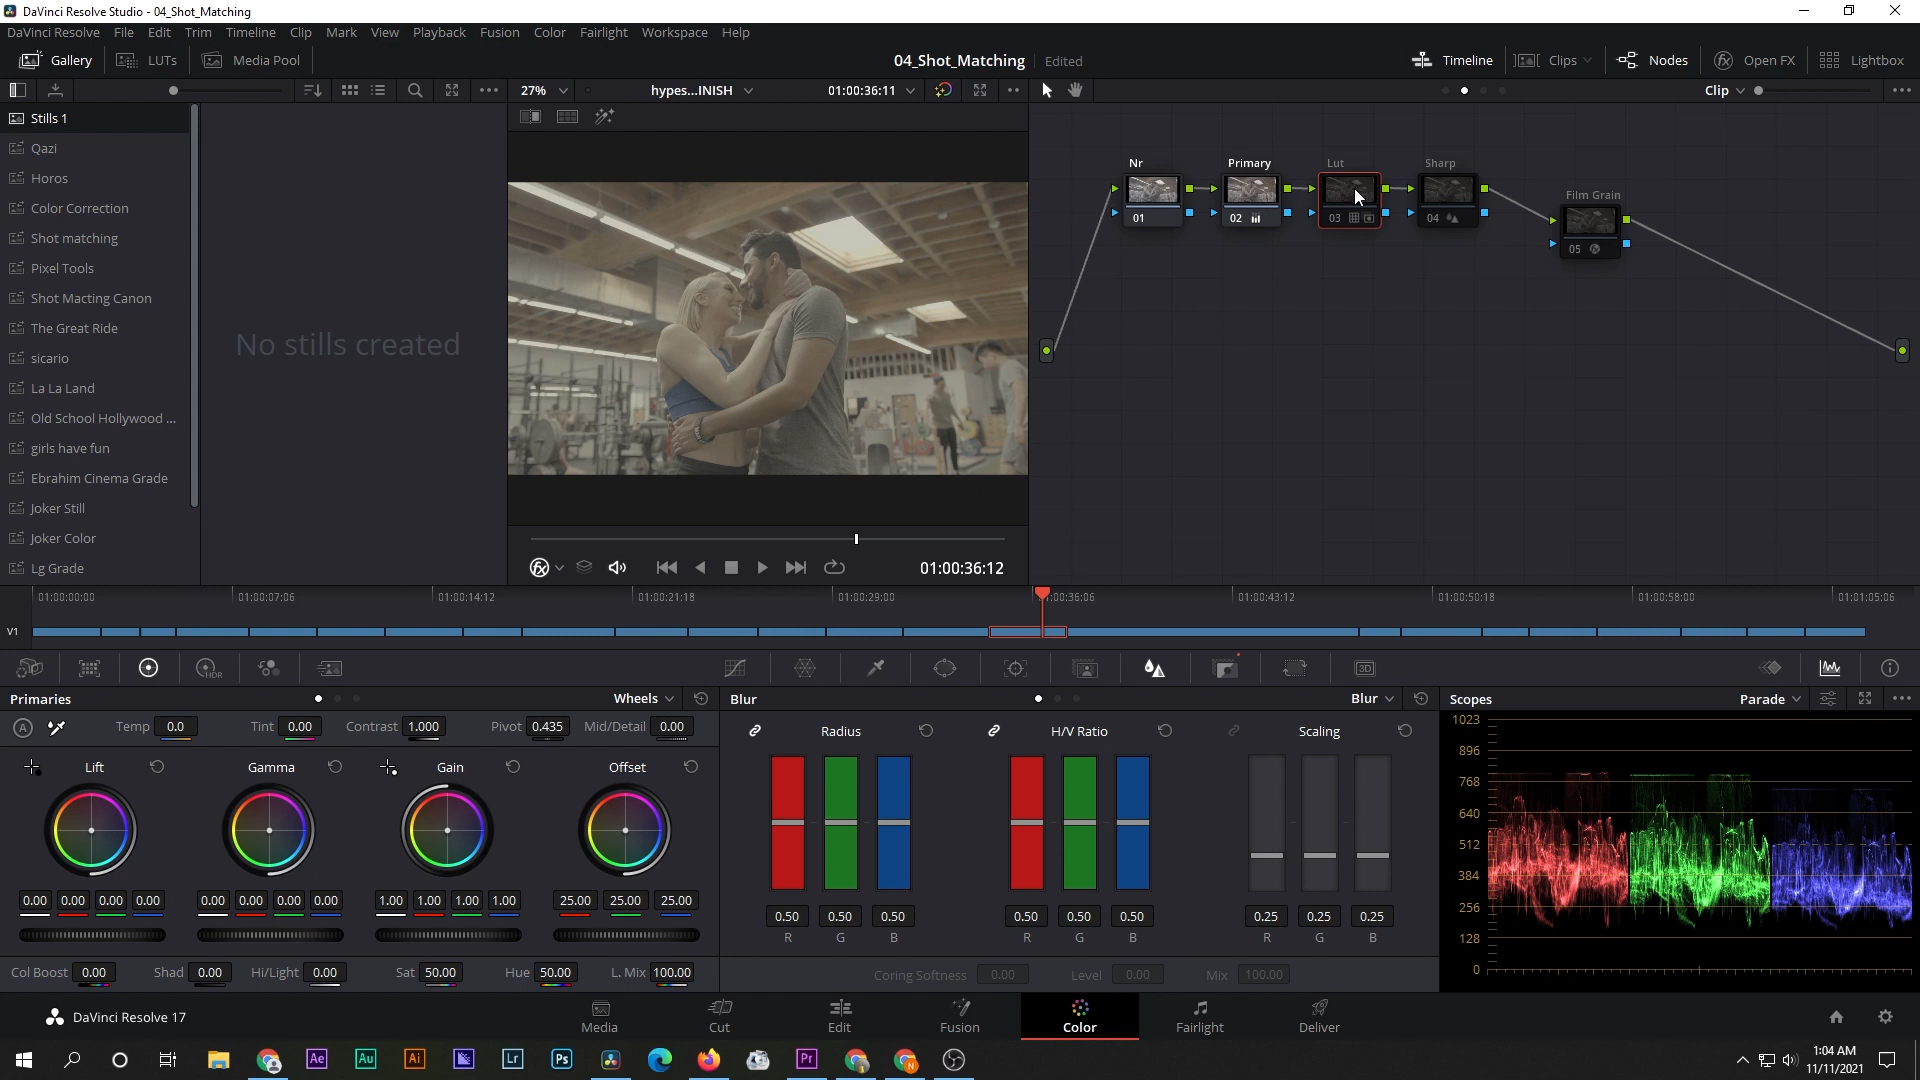 DaVinci Resolve Studio - 04_Shot_Matching
DaVinci Resolve File Edit Trim Timeline Clip Mark View Playback Fusion Color Fairlight Workspace Help
Gallery LUTs Media Pool 04_Shot_Matching Edited Timeline Clips Nodes Open FX Lightbox
27% hypes...INISH 01:00:36:11 Clip
Stills 1
Qazi
Horos
Color Correction
Shot matching
Pixel Tools
Shot Macting Canon
The Great Ride
sicario
La La Land
Old School Hollywood ...
girls have fun
Ebrahim Cinema Grade
Joker Still
Joker Color
Lg Grade
No stills created
01:00:36:12
Nr Primary Lut Sharp
01 02 03 04
Film Grain
05
01:00:00:00 01:00:07:06 01:00:14:12 01:00:21:18 01:00:29:00 01:00:36:06 01:00:43:12 01:00:50:18 01:00:58:00 01:01:05:06
V1
HDR 3D
Primaries Wheels Blur Blur Scopes Parade
A Temp 0.0 Tint 0.00 Contrast 1.000 Pivot 0.435 Mid/Detail 0.00
Lift Gamma Gain Offset
0.00 0.00 0.00 0.00 0.00 0.00 0.00 0.00 1.00 1.00 1.00 1.00 25.00 25.00 25.00
Col Boost 0.00 Shad 0.00 Hi/Light 0.00 Sat 50.00 Hue 50.00 L. Mix 100.00
Radius H/V Ratio Scaling
0.50 0.50 0.50 0.50 0.50 0.50 0.25 0.25 0.25
R G B R G B R G B
Coring Softness 0.00 Level 0.00 Mix 100.00
1023
896
768
640
512
384
256
128
0
DaVinci Resolve 17 Media Cut Edit Fusion Color Fairlight Deliver
Ae Au Ai Lr Ps Pr
1:04 AM
11/11/2021